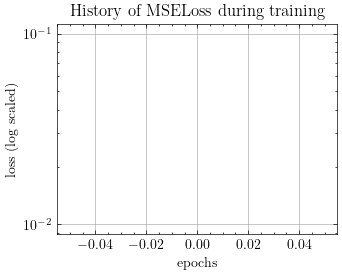 History of MSELoss during training
10⁻¹
loss (log scaled)
10⁻²
−0.04 −0.02 0.00 0.02 0.04
epochs